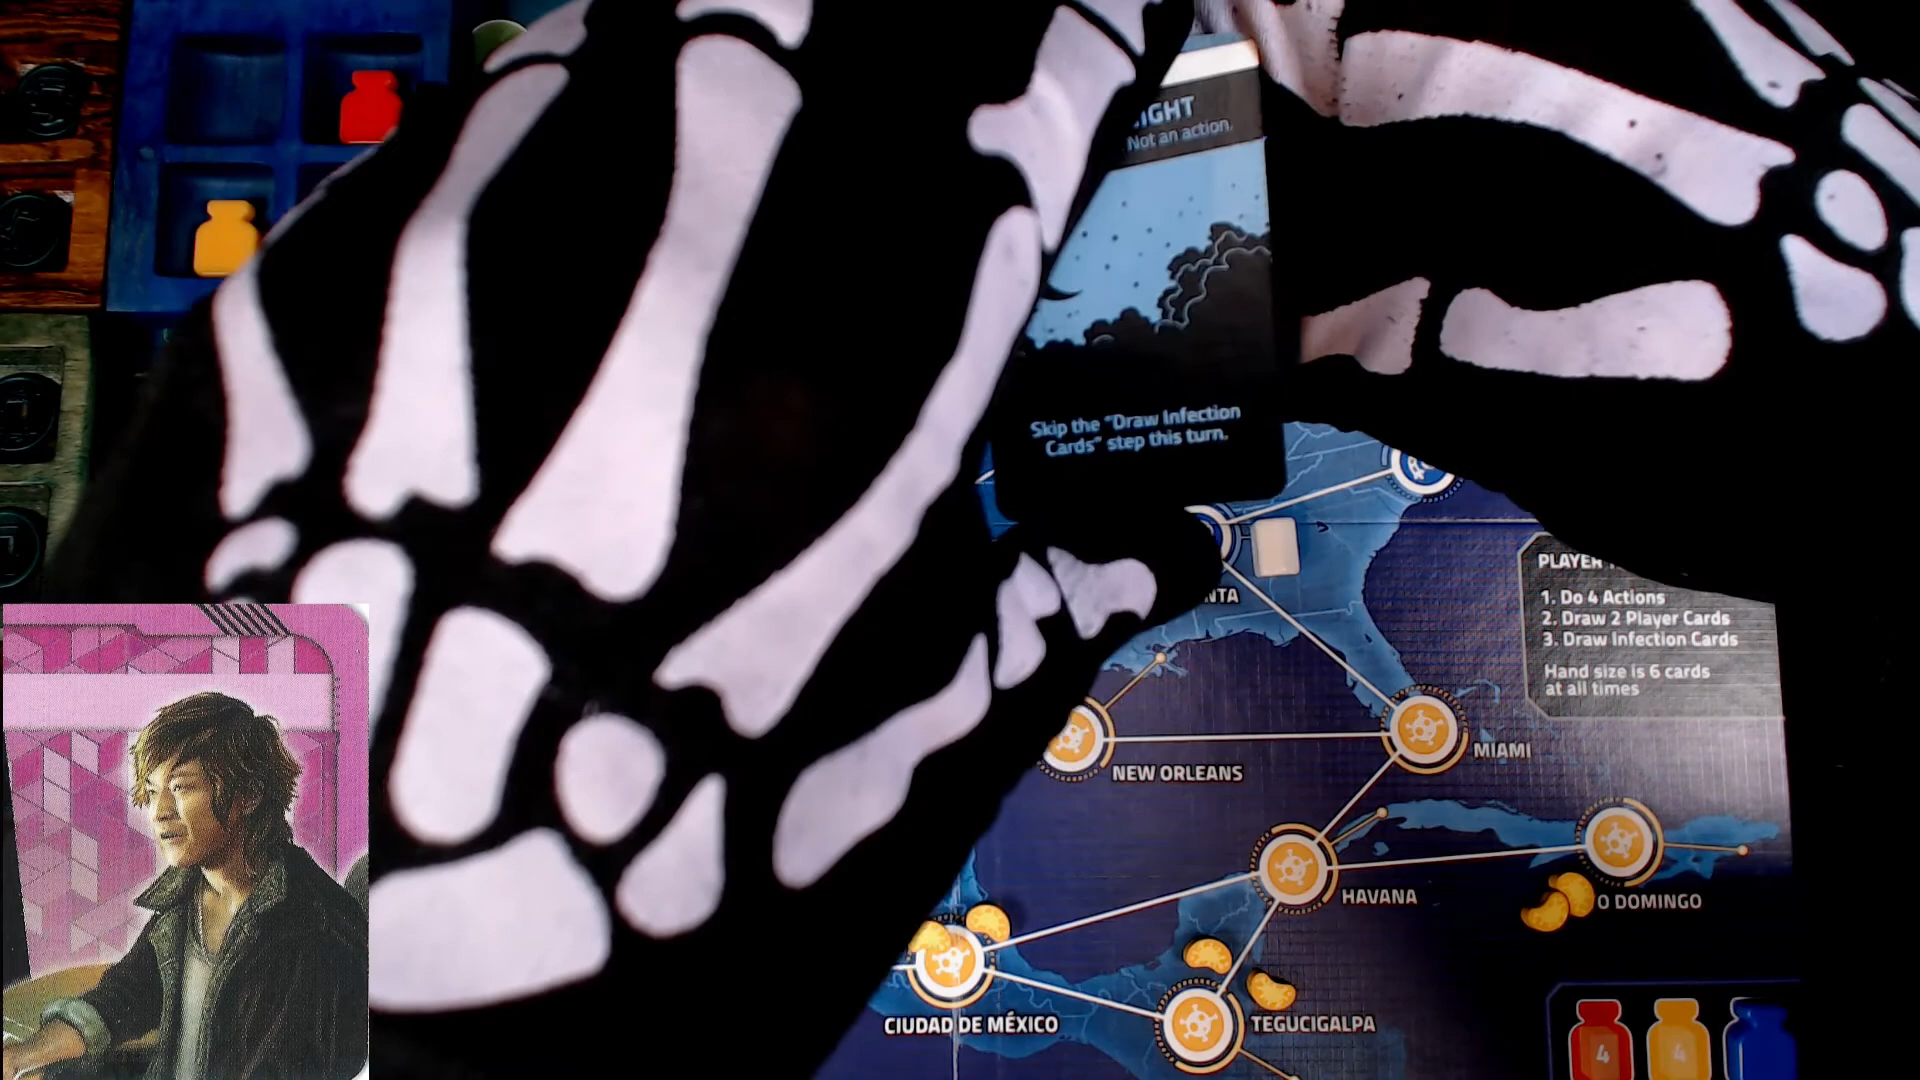 Not an action.
Skip the "Draw Infection
Cards" step this turn.
PLAYER
1. Do 4 Actions
2. Draw 2 Player Cards
3. Draw Infection Cards
Hand size is 6 cards
at all times
MIAMI
NEW ORLEANS
HAVANA
DOMINGO
CIUDAD DE MÉXICO
TEGUCIGALPA
4
4